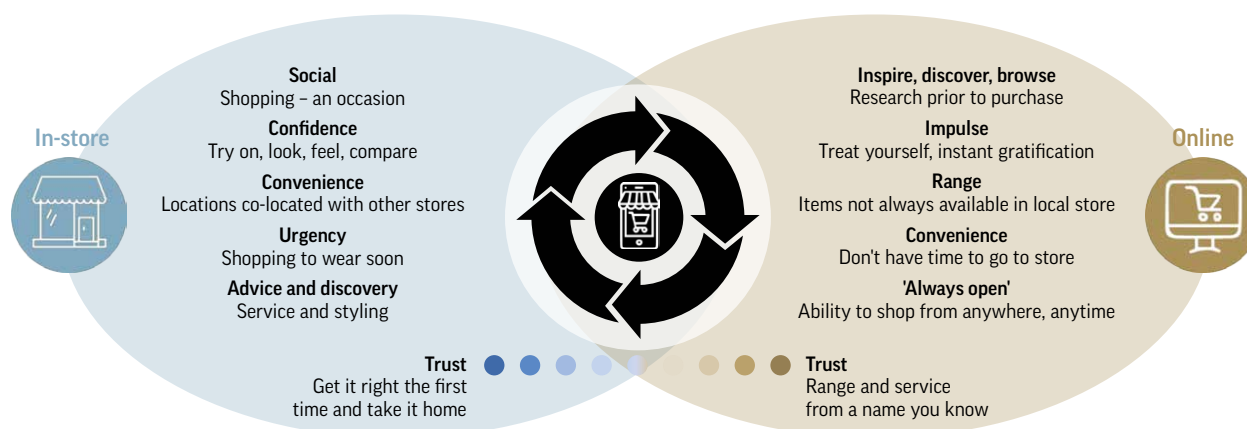 In-store
Social
Shopping – an occasion
Confidence
Try on, look, feel, compare
Convenience
Locations co-located with other stores
Urgency
Shopping to wear soon
Advice and discovery
Service and styling
Trust
Get it right the first
time and take it home
Online
Inspire, discover, browse
Research prior to purchase
Impulse
Treat yourself, instant gratification
Range
Items not always available in local store
Convenience
Don't have time to go to store
'Always open'
Ability to shop from anywhere, anytime
Trust
Range and service
from a name you know